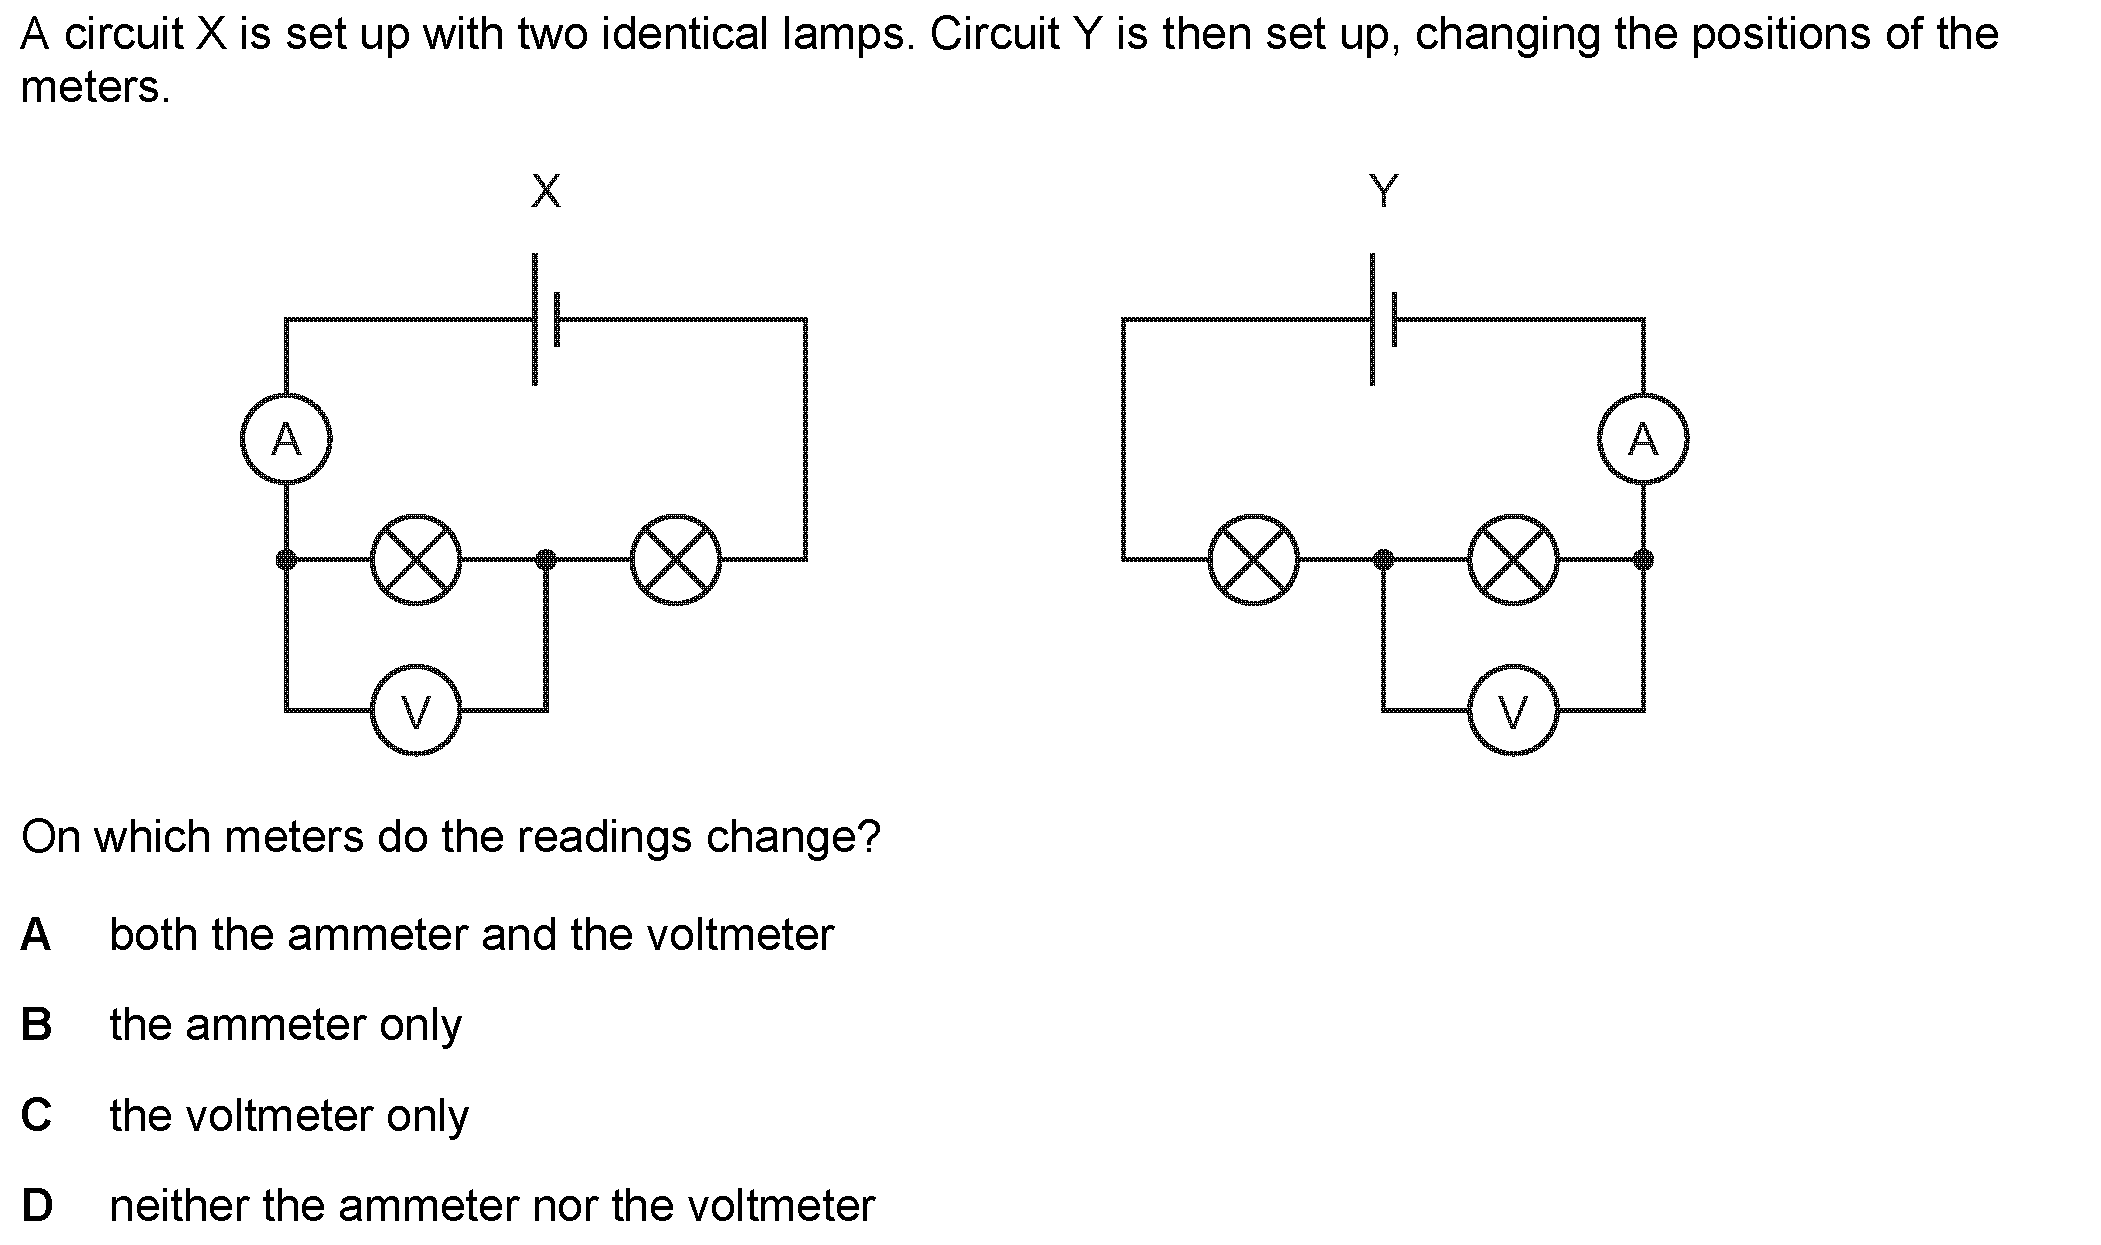 A circuit X is set up with two identical lamps. Circuit Y is then set up, changing the positions of the
meters.
X
Y
A
A
V
V
On which meters do the readings change?
A both the ammeter and the voltmeter
B the ammeter only
C the voltmeter only
D neither the ammeter nor the voltmeter